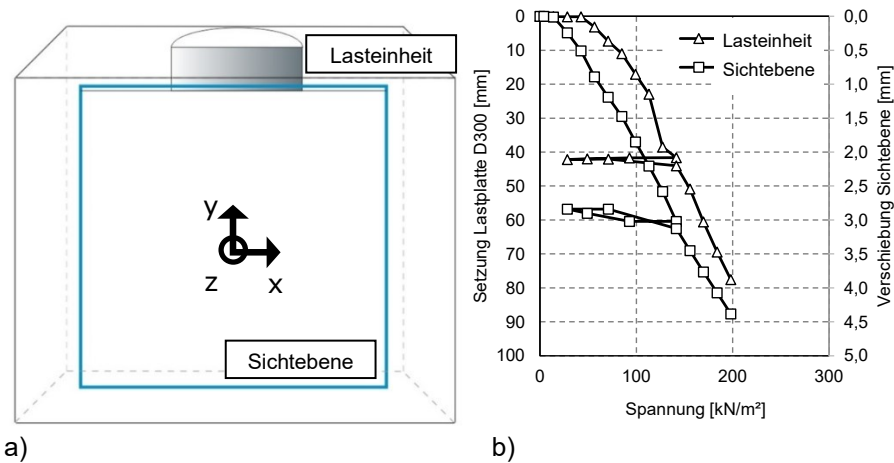 Lasteinheit
y
z
x
Sichtebene
a)
Setzung Lastplatte D300 [mm]
0
10
20
30
40
50
60
70
80
90
100
Lasteinheit
Sichtebene
0,0
0,5
1,0
1,5
2,0
2,5
3,0
3,5
4,0
4,5
5,0
Verschiebung Sichtebene [mm]
0
100
200
300
Spannung [kN/m²]
b)